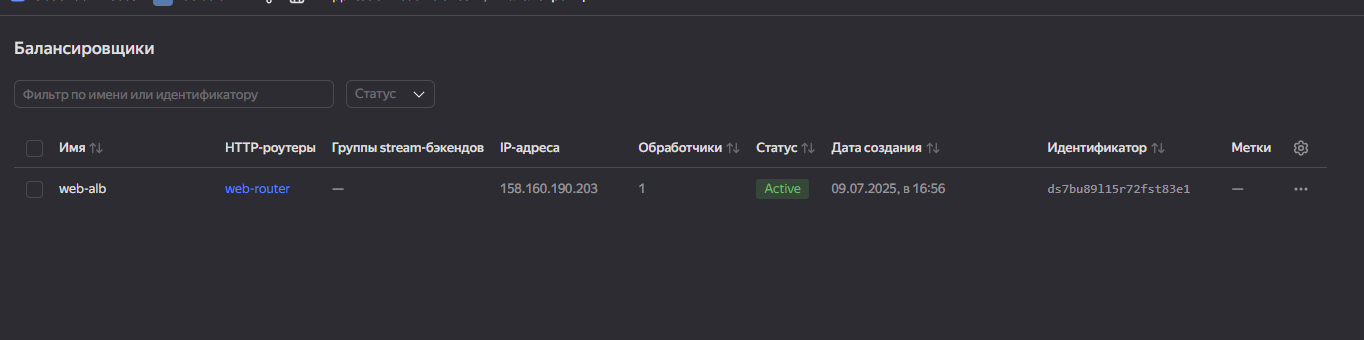 Балансировщики
Фильтр по имени или идентификатору Статус
Имя HTTP-роутеры Группы stream-бэкендов IP-адреса Обработчики Статус Дата создания Идентификатор Метки
web-alb web-router — 158.160.190.203 1 Active 09.07.2025, в 16:56 ds7bu89l15r72fst83e1 —